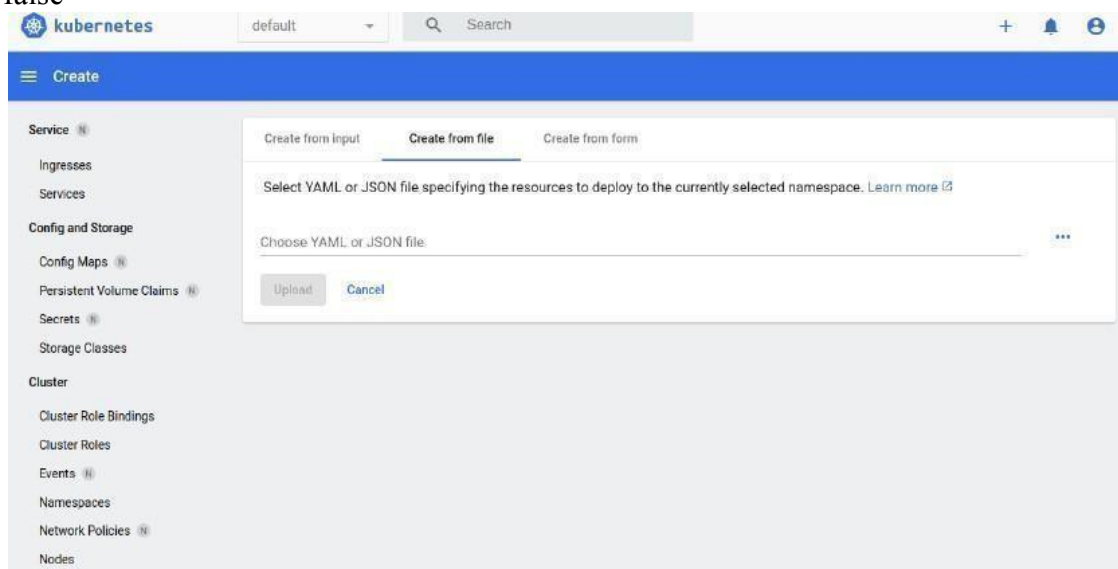 false
kubernetes
default
Search
Create
Service N
Ingresses
Services
Config and Storage
Config Maps N
Persistent Volume Claims N
Secrets N
Storage Classes
Cluster
Cluster Role Bindings
Cluster Roles
Events N
Namespaces
Network Policies N
Nodes
Create from input Create from file Create from form
Select YAML or JSON file specifying the resources to deploy to the currently selected namespace. Learn more
Choose YAML or JSON file
Upload Cancel